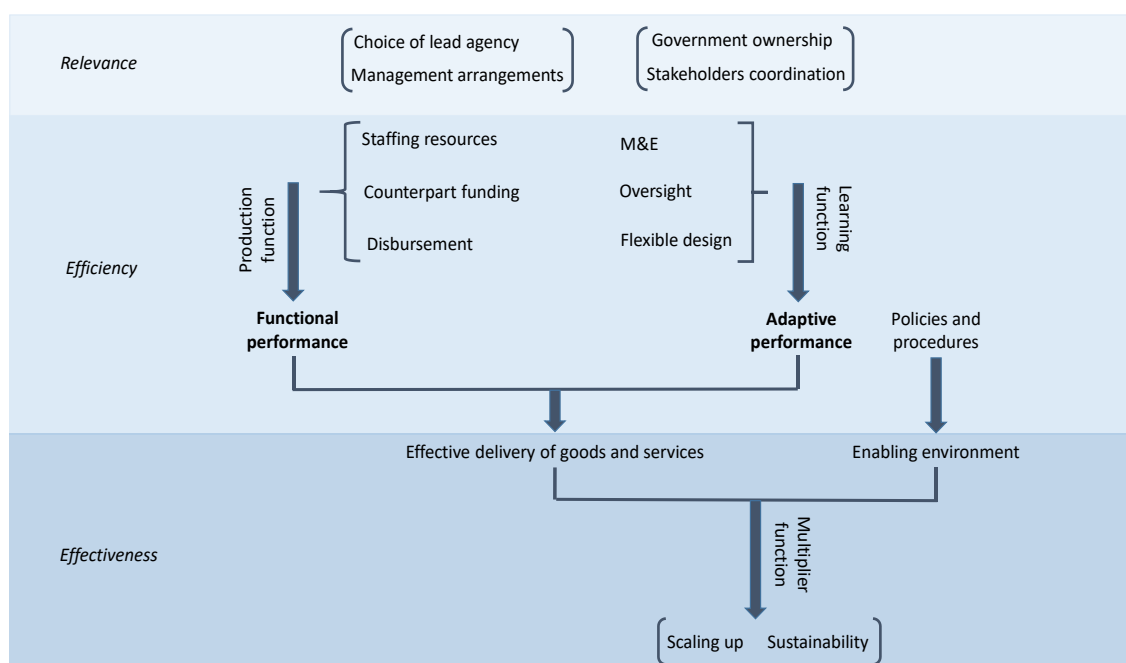 Relevance
Choice of lead agency
Management arrangements
Government ownership
Stakeholders coordination
Efficiency
Production
function
Staffing resources
Counterpart funding
Disbursement
M&E
Oversight
Flexible design
Learning
function
Functional
performance
Adaptive
performance
Policies and
procedures
Effectiveness
Effective delivery of goods and services
Enabling environment
Multiplier
function
Scaling up
Sustainability